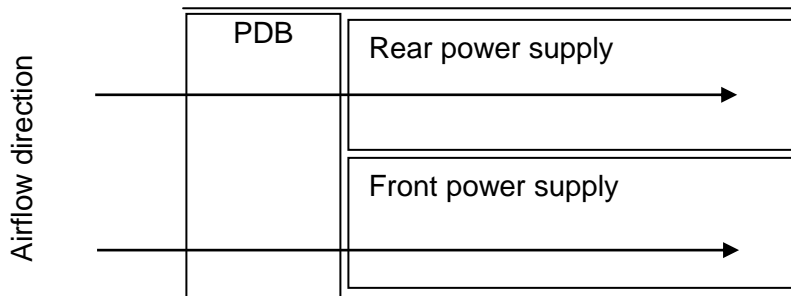 PDB
Rear power supply
Front power supply
Airflow direction